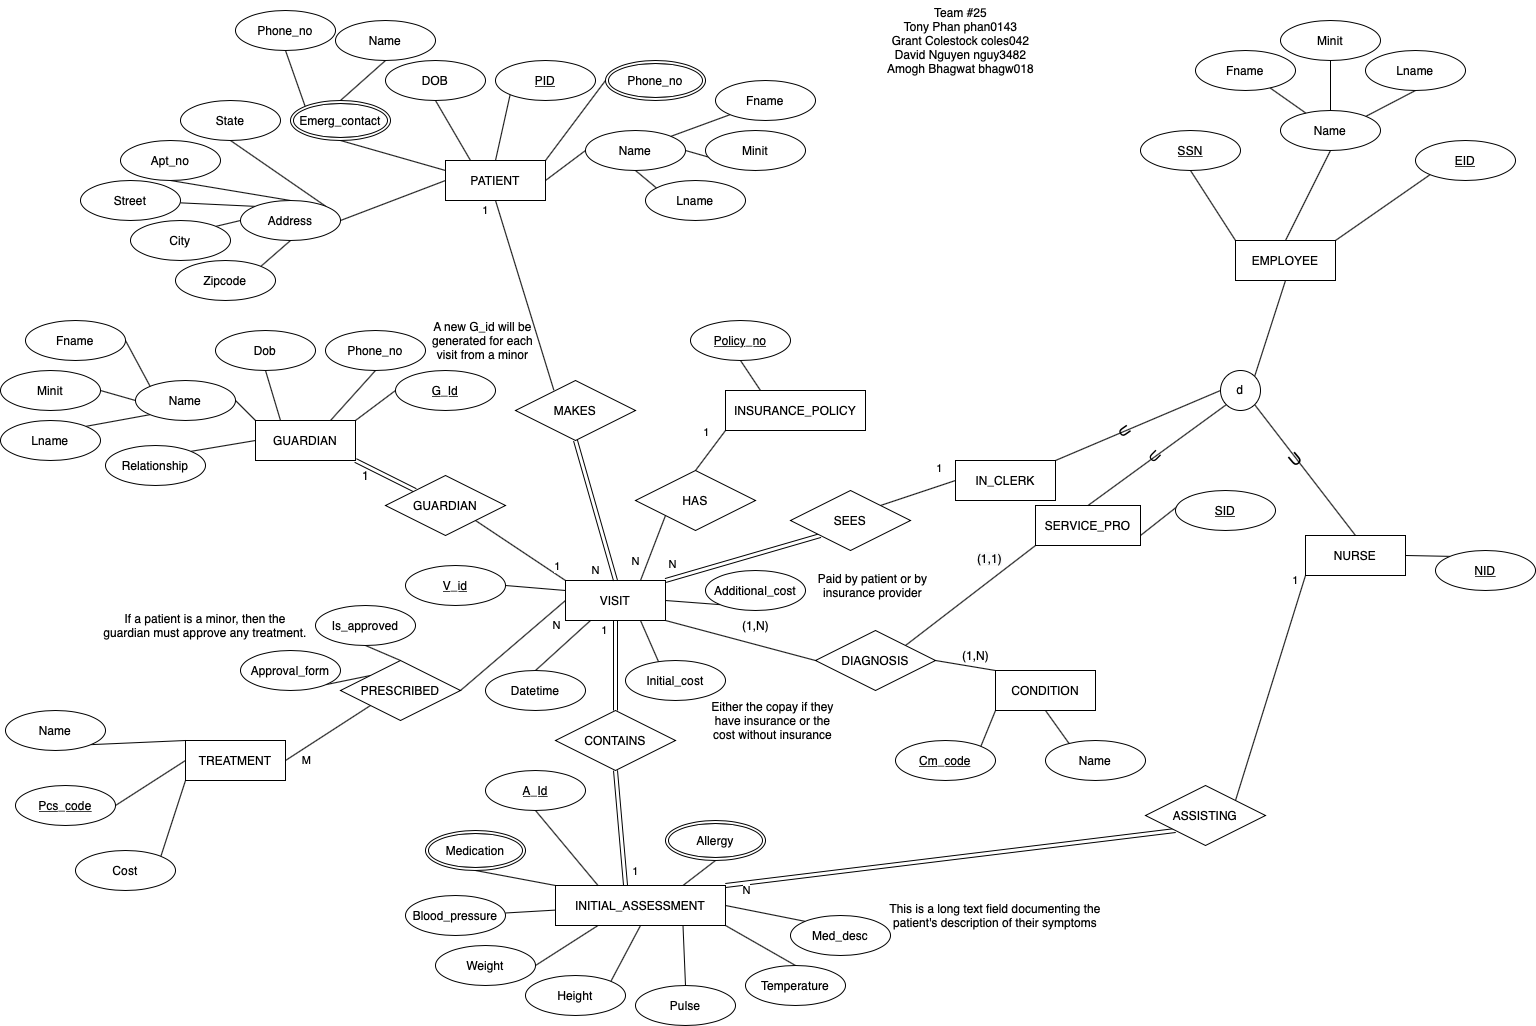 Team #25
Tony Phan phan0143
Grant Colestock coles042
David Nguyen nguy3482
Amogh Bhagwat bhagw018
Phone_no
Name
DOB
PID
Phone_no
Emerg_contact
State
Apt_no
Street
City
Zipcode
Address
PATIENT
1
Name
Fname
Minit
Lname
Minit
Fname
Lname
Name
SSN
EID
EMPLOYEE
d
Fname
Minit
Lname
Name
Dob
Phone_no
G_Id
Relationship
GUARDIAN
1
A new G_id will be
generated for each
visit from a minor
GUARDIAN
1
MAKES
N
Policy_no
INSURANCE_POLICY
1
HAS
N
SEES
1
N
IN_CLERK
SERVICE_PRO
SID
NURSE
NID
1
(1,1)
V_id
VISIT
Additional_cost
Paid by patient or by
insurance provider
If a patient is a minor, then the
guardian must approve any treatment.
Is_approved
Approval_form
PRESCRIBED
N
1
(1,N)
Datetime
Initial_cost
Either the copay if they
have insurance or the
cost without insurance
DIAGNOSIS
(1,N)
CONDITION
Cm_code
Name
Name
TREATMENT
M
Pcs_code
Cost
CONTAINS
1
A_Id
Medication
Allergy
ASSISTING
N
INITIAL_ASSESSMENT
Blood_pressure
Weight
Height
Pulse
Temperature
Med_desc
This is a long text field documenting the
patient's description of their symptoms